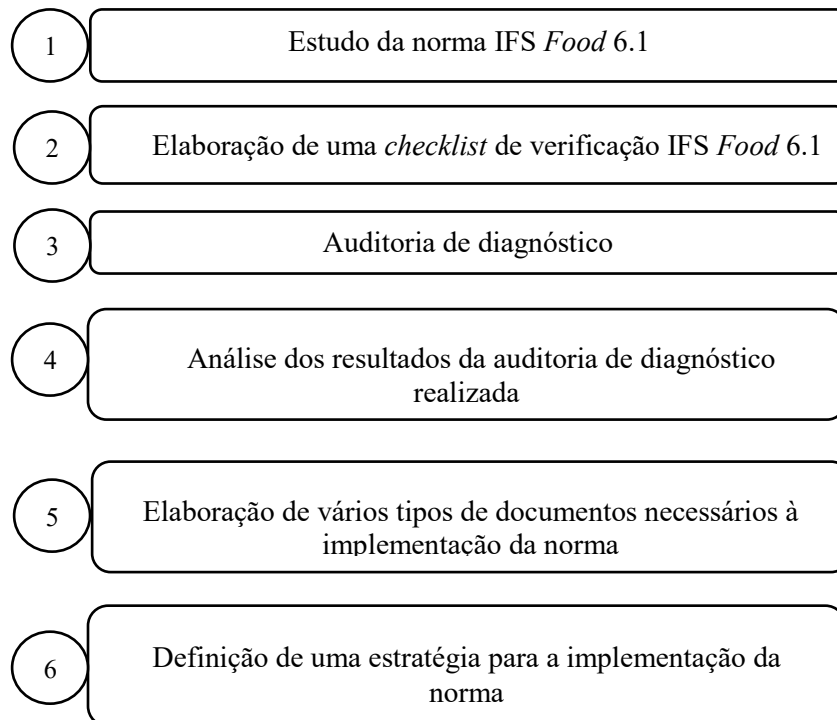 1 Estudo da norma IFS Food 6.1
2 Elaboração de uma checklist de verificação IFS Food 6.1
3 Auditoria de diagnóstico
4 Análise dos resultados da auditoria de diagnóstico
realizada
5 Elaboração de vários tipos de documentos necessários à
implementação da norma
6 Definição de uma estratégia para a implementação da
norma